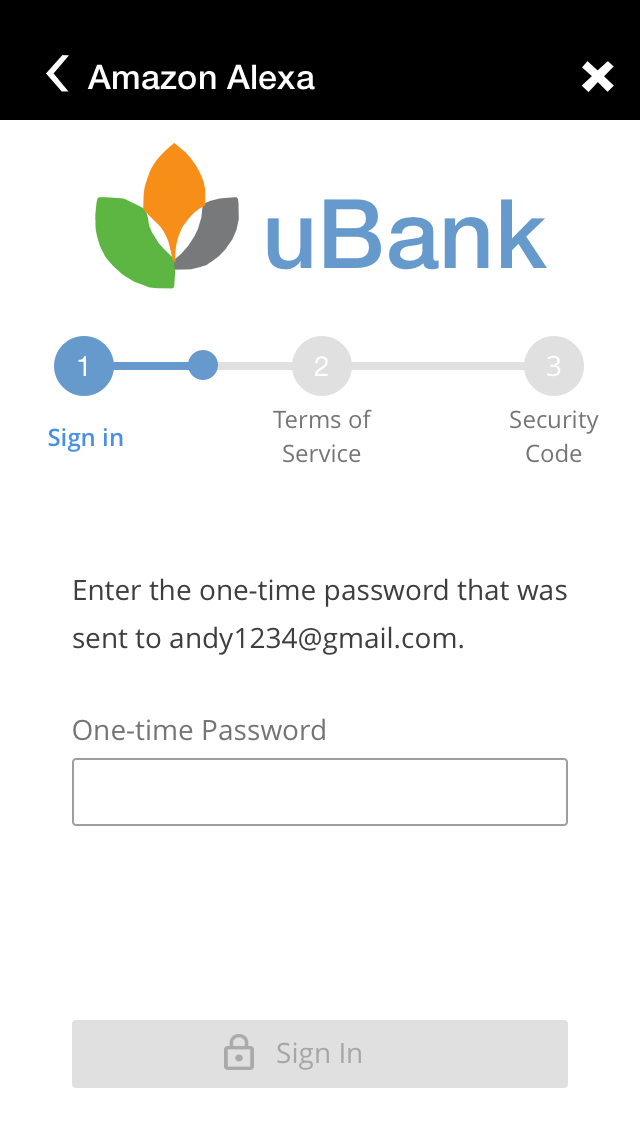 Amazon Alexa
uBank
1
2
3
Sign in
Terms of
Service
Security
Code
Enter the one-time password that was
sent to andy1234@gmail.com.
One-time Password
Sign In